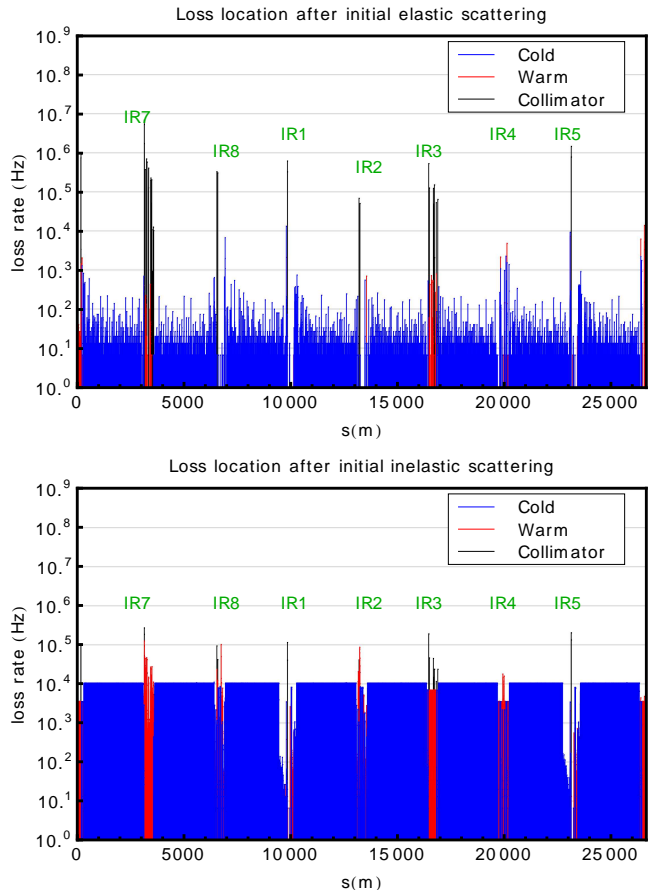 Loss location after initial elastic scattering
10.^9
10.^8
10.^7
10.^6
10.^5
10.^4
10.^3
10.^2
10.^1
10.^0
loss rate (Hz)
Cold
Warm
Collimator
IR7
IR8
IR1
IR2
IR3
IR4
IR5
0 5000 10000 15000 20000 25000
s(m)
Loss location after initial inelastic scattering
10.^9
10.^8
10.^7
10.^6
10.^5
10.^4
10.^3
10.^2
10.^1
10.^0
loss rate (Hz)
Cold
Warm
Collimator
IR7 IR8 IR1 IR2 IR3 IR4 IR5
0 5000 10000 15000 20000 25000
s(m)